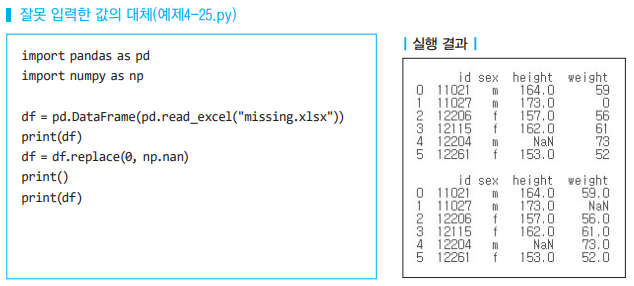 잘못 입력한 값의 대체(예제4-25.py)
import pandas as pd
import numpy as np
df = pd.DataFrame(pd.read_excel("missing.xlsx"))
print(df)
df = df.replace(0, np.nan)
print()
print(df)
| 실행 결과 |
id sex height weight
0 11021 m 164.0 59
1 11027 m 173.0 0
2 12206 f 157.0 56
3 12115 f 162.0 61
4 12204 m NaN 73
5 12261 f 153.0 52
id sex height weight
0 11021 m 164.0 59.0
1 11027 m 173.0 NaN
2 12206 f 157.0 56.0
3 12115 f 162.0 61.0
4 12204 m NaN 73.0
5 12261 f 153.0 52.0